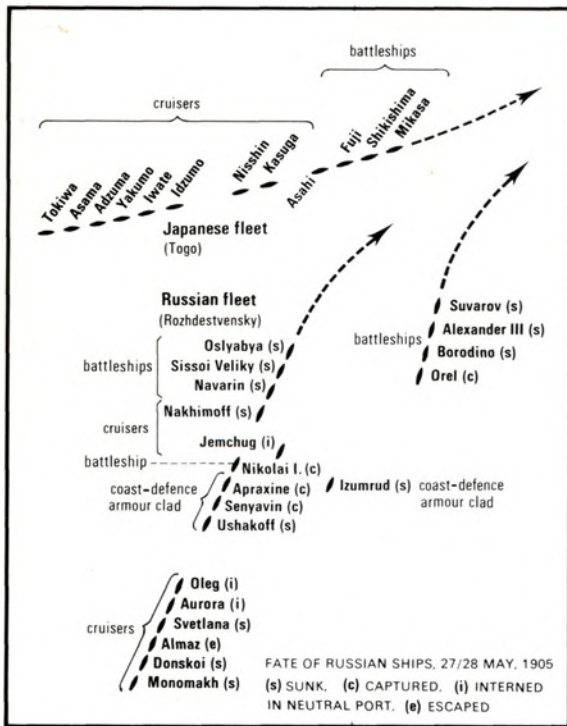 battleships
cruisers
Tokiwa
Asama
Adzuma
Yakumo
Iwate
Idzumo
Nisshin
Kasuga
Asahi
Fuji
Shikishima
Mikasa
Japanese fleet
(Togo)
Russian fleet
(Rozhdestvensky)
battleships
Oslyabya (s)
Sissoi Veliky (s)
Navarin (s)
cruisers
Nakhimoff (s)
Jemchug (i)
battleship
Nikolai I. (c)
coast-defence
armour clad
Apraxine (c)
Senyavin (c)
Ushakoff (s)
battleships
Suvarov (s)
Alexander III (s)
Borodino (s)
Orel (c)
Izumrud (s)
coast-defence
armour clad
cruisers
Oleg (i)
Aurora (i)
Svetlana (s)
Almaz (e)
Donskoi (s)
Monomakh (s)
FATE OF RUSSIAN SHIPS, 27/28 MAY, 1905
(s) SUNK, (c) CAPTURED, (i) INTERNED
IN NEUTRAL PORT, (e) ESCAPED